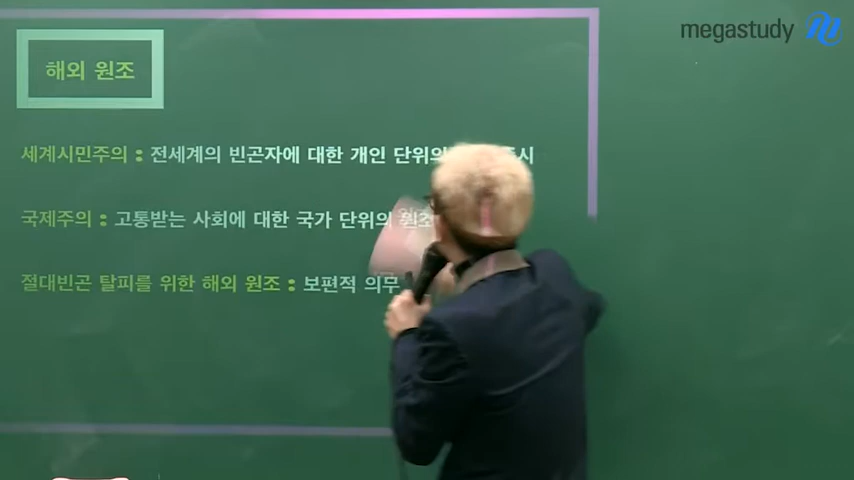 megastudy
해외 원조
세계시민주의 : 전세계의 빈곤자에 대한 개인 단위의
국제주의 : 고통받는 사회에 대한 국가 단위의 원조
절대빈곤 탈피를 위한 해외 원조 : 보편적 의무